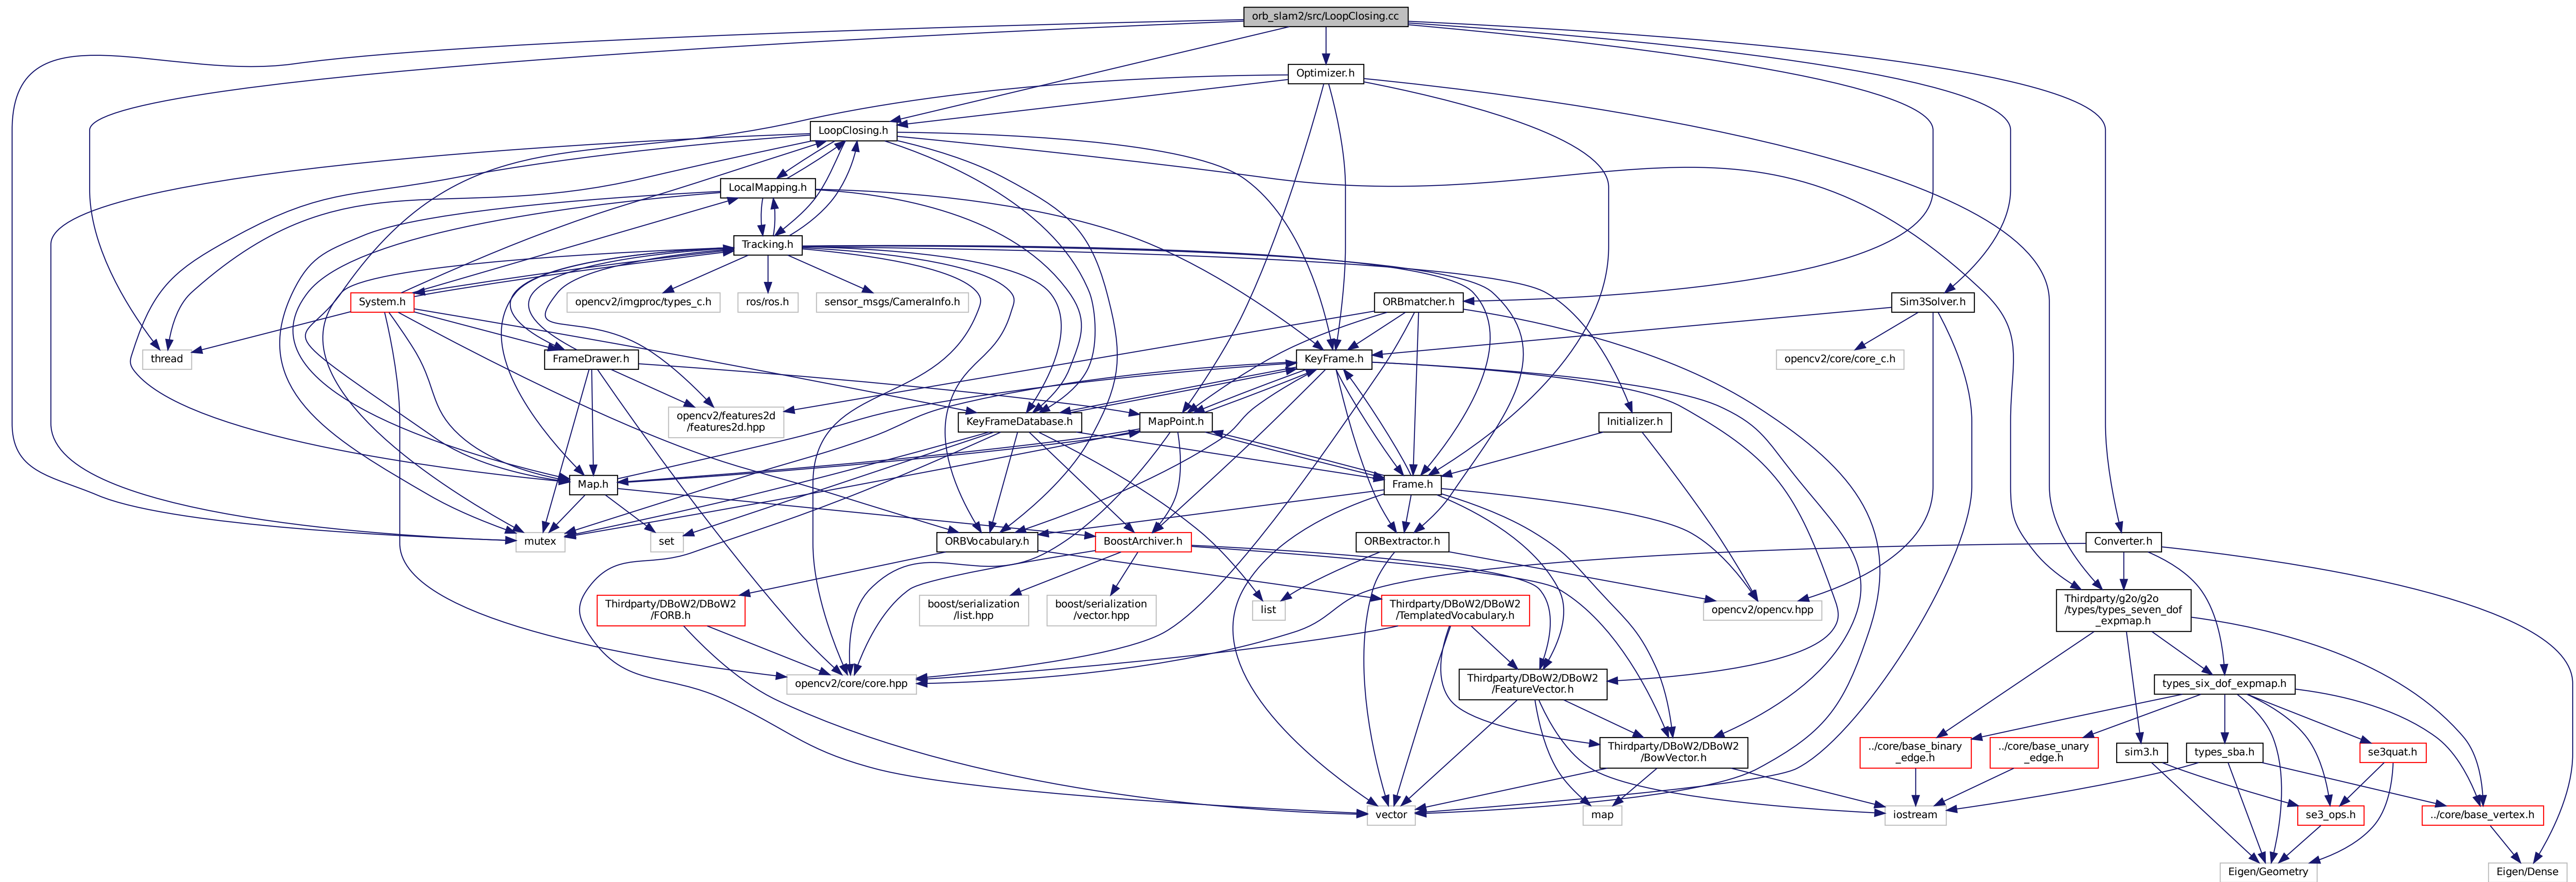 orb_slam2/src/LoopClosing.cc
Optimizer.h
LoopClosing.h
LocalMapping.h
Tracking.h
System.h
opencv2/imgproc/types_c.h
ros/ros.h
sensor_msgs/CameraInfo.h
ORBmatcher.h
Sim3Solver.h
thread
FrameDrawer.h
KeyFrame.h
opencv2/core/core_c.h
opencv2/features2d
/features2d.hpp
KeyFrameDatabase.h
MapPoint.h
Initializer.h
Map.h
Frame.h
mutex
set
ORBVocabulary.h
BoostArchiver.h
ORBextractor.h
Converter.h
Thirdparty/DBoW2/DBoW2
/FORB.h
boost/serialization
/list.hpp
boost/serialization
/vector.hpp
list
Thirdparty/DBoW2/DBoW2
/TemplatedVocabulary.h
opencv2/opencv.hpp
Thirdparty/g2o/g2o
/types/types_seven_dof
_expmap.h
opencv2/core/core.hpp
Thirdparty/DBoW2/DBoW2
/FeatureVector.h
types_six_dof_expmap.h
Thirdparty/DBoW2/DBoW2
/BowVector.h
../core/base_binary
_edge.h
../core/base_unary
_edge.h
sim3.h
types_sba.h
se3quat.h
vector
map
iostream
se3_ops.h
../core/base_vertex.h
Eigen/Geometry
Eigen/Dense